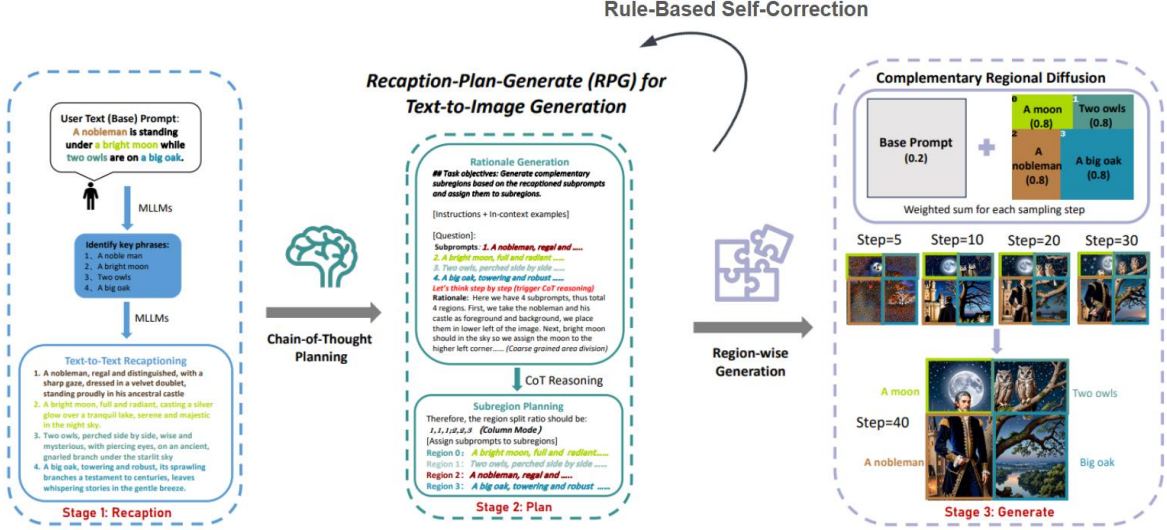 Rule-Based Self-Correction
Recaption-Plan-Generate (RPG) for
Text-to-Image Generation
User Text (Base) Prompt:
A nobleman is standing
under a bright moon while
two owls are on a big oak.
MLLMs
Identify key phrases:
1、 A noble man
2、 A bright moon
3、 Two owls
4、 A big oak
MLLMs
Text-to-Text Recaptioning
1. A nobleman, regal and distinguished, with a
sharp gaze, dressed in a velvet doublet,
standing proudly in his ancestral castle
2. A bright moon, full and radiant, casting a silver
glow over a tranquil lake, serene and majestic
in the night sky.
3. Two owls, perched side by side, wise and
mysterious, with piercing eyes, on an ancient,
gnarled branch under the starlit sky
4. A big oak, towering and robust, its sprawling
branches a testament to centuries, leaves
whispering stories in the gentle breeze.
Stage 1: Recaption
Chain-of-Thought
Planning
Rationale Generation
## Task objectives: Generate complementary
subregions based on the recaptioned subprompts
and assign them to subregions.
[Instructions + In-context examples]
[Question]:
Subprompts: 1. A nobleman, regal and .....
2. A bright moon, full and radiant ......
3. Two owls, perched side by side ......
4. A big oak, towering and robust ......
Let's think step by step (trigger CoT reasoning)
Rationale: Here we have 4 subprompts, thus total
4 regions. First, we take the nobleman and his
castle as foreground and background, we place
them in lower left of the image. Next, bright moon
should in the sky so we assign the moon to the
higher left corner...... (Coarse grained area division)
CoT Reasoning
Subregion Planning
Therefore, the region split ratio should be:
1,1,1;2,2,3 (Column Mode)
[Assign subprompts to subregions]
Region 0: A bright moon, full and radiant......
Region 1: Two owls, perched side by side ......
Region 2: A nobleman, regal and ......
Region 3: A big oak, towering and robust ......
Stage 2: Plan
Region-wise
Generation
Complementary Regional Diffusion
Base Prompt
(0.2)
0
A moon
(0.8)
1
Two owls
(0.8)
2
A
nobleman
(0.8)
3
A big oak
(0.8)
Weighted sum for each sampling step
Step=5
Step=10
Step=20
Step=30
A moon
Two owls
Step=40
A nobleman
Big oak
Stage 3: Generate